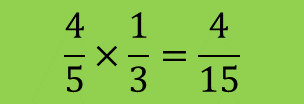 4/5 × 1/3 = 4/15